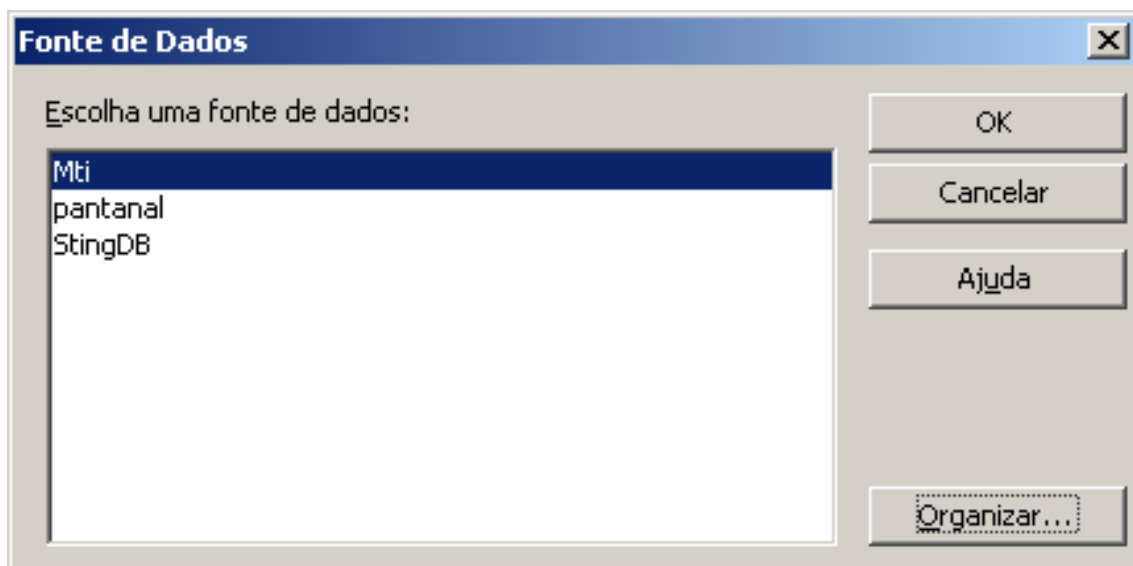 Fonte de Dados
Escolha uma fonte de dados:
Mti
pantanal
StingDB
OK
Cancelar
Ajuda
Organizar...